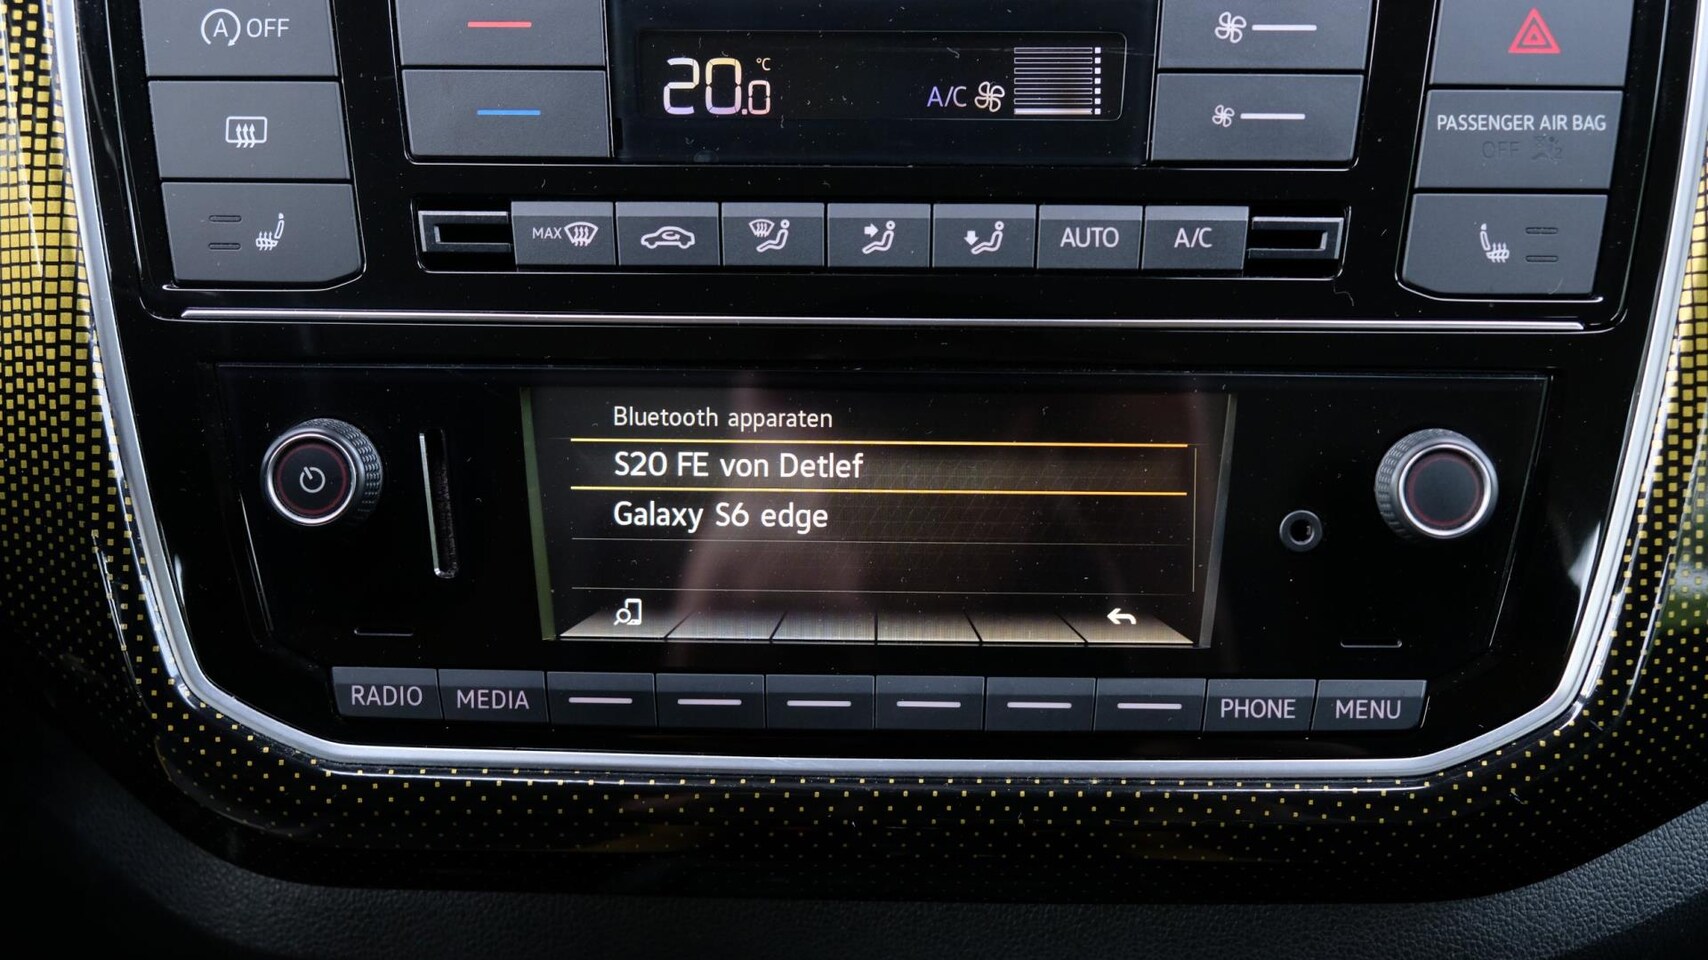 A OFF
20.0 °C
A/C
PASSENGER AIR BAG
OFF
MAX
AUTO
A/C
Bluetooth apparaten
S20 FE von Detlef
Galaxy S6 edge
RADIO
MEDIA
PHONE
MENU